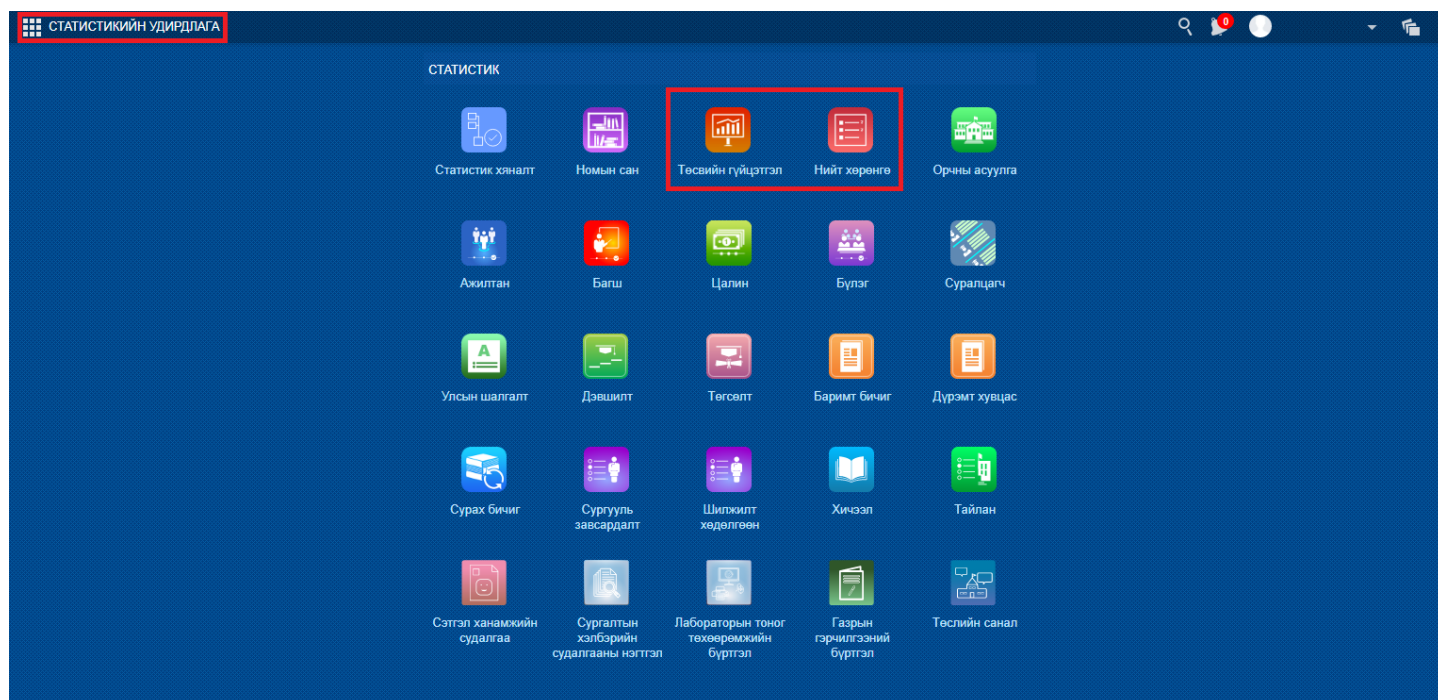 СТАТИСТИКИЙН УДИРДЛАГА
0
СТАТИСТИК
Статистик хяналт
Номын сан
Төсвийн гүйцэтгэл
Нийт хөрөнгө
Орчны асуулга
Ажилтан
Багш
Цалин
Бүлэг
Суралцагч
A
Улсын шалгалт
Дэвшилт
Төгсөлт
Баримт бичиг
Дүрэмт хувцас
Сурах бичиг
Сургууль
завсардалт
Шилжилт
хөдөлгөөн
Хичээл
Тайлан
Сэтгэл ханамжийн
судалгаа
Сургалтын
хэлбэрийн
судалгааны нэгтгэл
Лабораторын тоног
төхөөрөмжийн
бүртгэл
Газрын
гэрчилгээний
бүртгэл
Төслийн санал